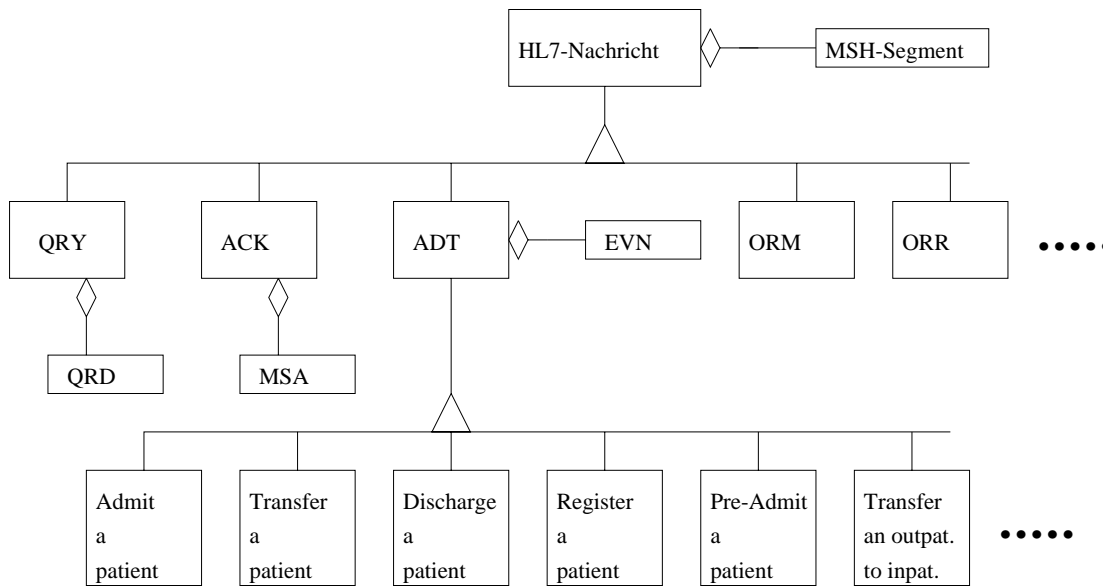 HL7-Nachricht
MSH-Segment
QRY
ACK
ADT
EVN
ORM
ORR
QRD
MSA
Admit
a
patient
Transfer
a
patient
Discharge
a
patient
Register
a
patient
Pre-Admit
a
patient
Transfer
an outpat.
to inpat.